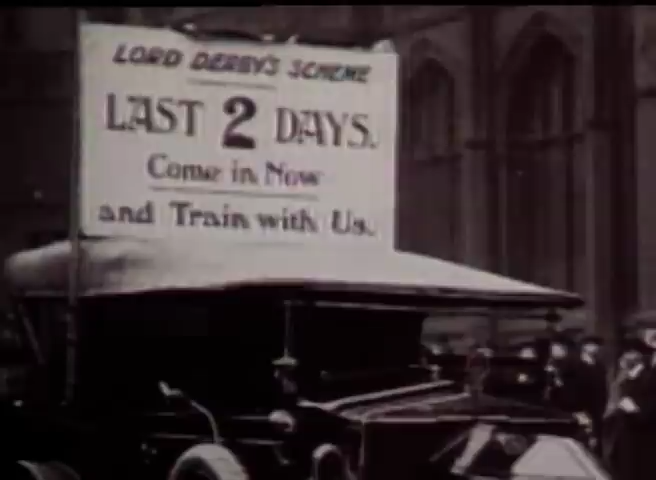 LORD DERBY'S SCHEME
LAST 2 DAYS.
Come in Now
and Train with Us.